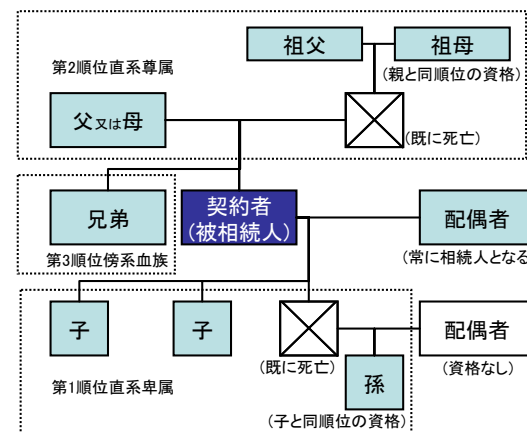 祖父
祖母
第2順位直系尊属
(親と同順位の資格)
父又は母
(既に死亡)
兄弟
契約者
(被相続人)
配偶者
第3順位傍系血族
(常に相続人となる)
子
子
配偶者
(既に死亡)
(資格なし)
第1順位直系卑属
孫
(子と同順位の資格)